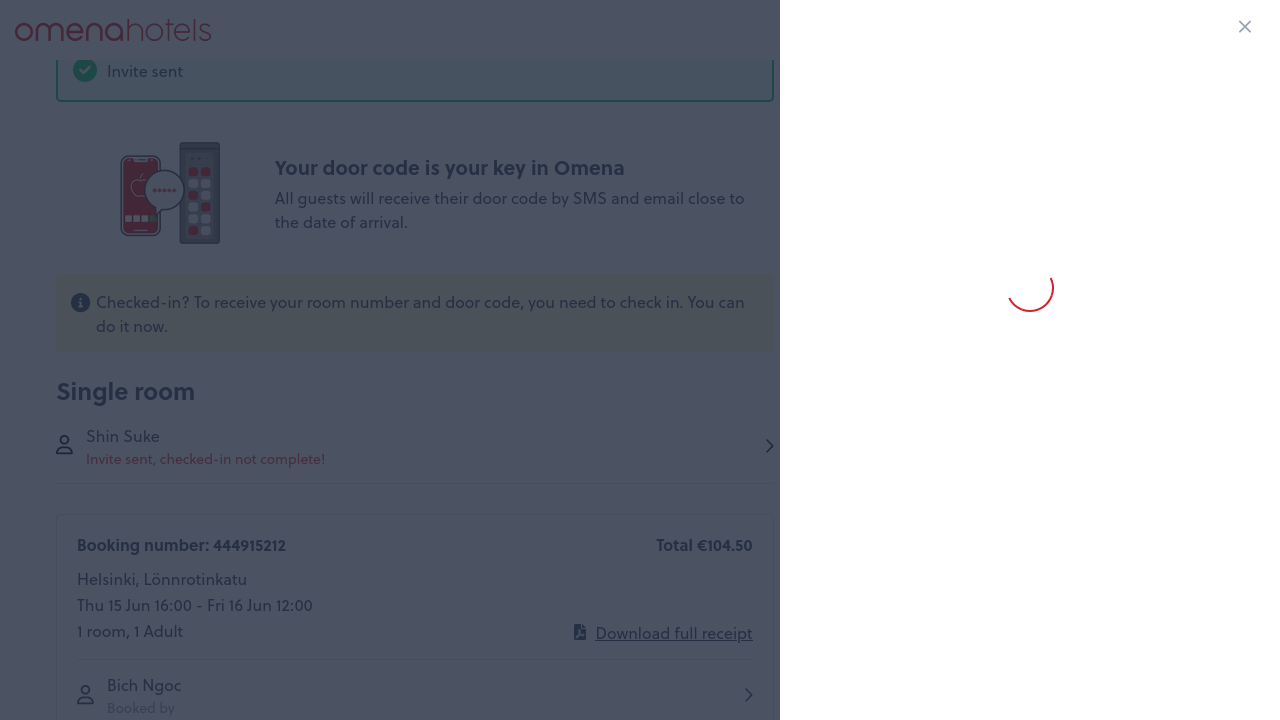 omenahotels
Invite sent
Your door code is your key in Omena
All guests will receive their door code by SMS and email close to
the date of arrival.
Checked-in? To receive your room number and door code, you need to check in. You can
do it now.
Single room
Shin Suke
Invite sent, checked-in not complete!
Booking number: 444915212
Total €104.50
Helsinki, Lönnrotinkatu
Thu 15 Jun 16:00 - Fri 16 Jun 12:00
1 room, 1 Adult
Download full receipt
Bich Ngoc
Booked by